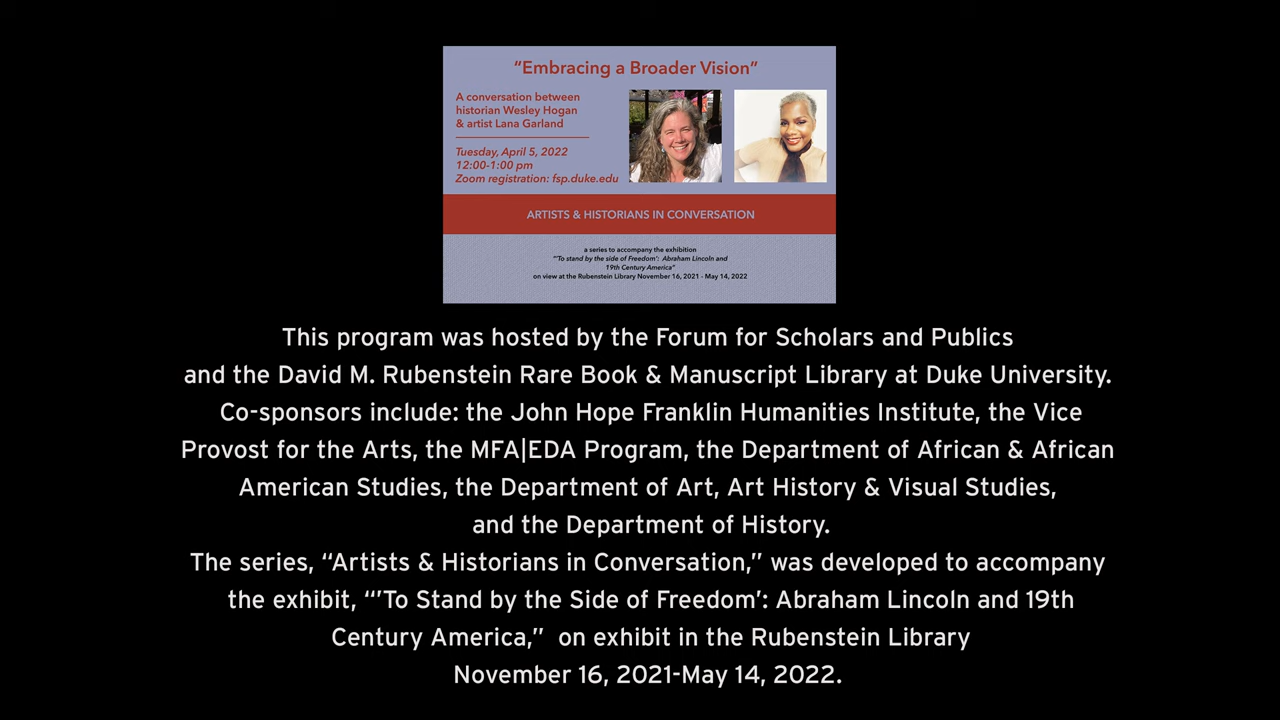 “Embracing a Broader Vision”
A conversation between
historian Wesley Hogan
& artist Lana Garland
Tuesday, April 5, 2022
12:00-1:00 pm
Zoom registration: fsp.duke.edu
ARTISTS & HISTORIANS IN CONVERSATION
a series to accompany the exhibition
“‘To stand by the side of Freedom’: Abraham Lincoln and
19th Century America”
on view at the Rubenstein Library November 16, 2021 - May 14, 2022
This program was hosted by the Forum for Scholars and Publics
and the David M. Rubenstein Rare Book & Manuscript Library at Duke University.
Co-sponsors include: the John Hope Franklin Humanities Institute, the Vice
Provost for the Arts, the MFA|EDA Program, the Department of African & African
American Studies, the Department of Art, Art History & Visual Studies,
and the Department of History.
The series, “Artists & Historians in Conversation,” was developed to accompany
the exhibit, “’To Stand by the Side of Freedom’: Abraham Lincoln and 19th
Century America,” on exhibit in the Rubenstein Library
November 16, 2021-May 14, 2022.